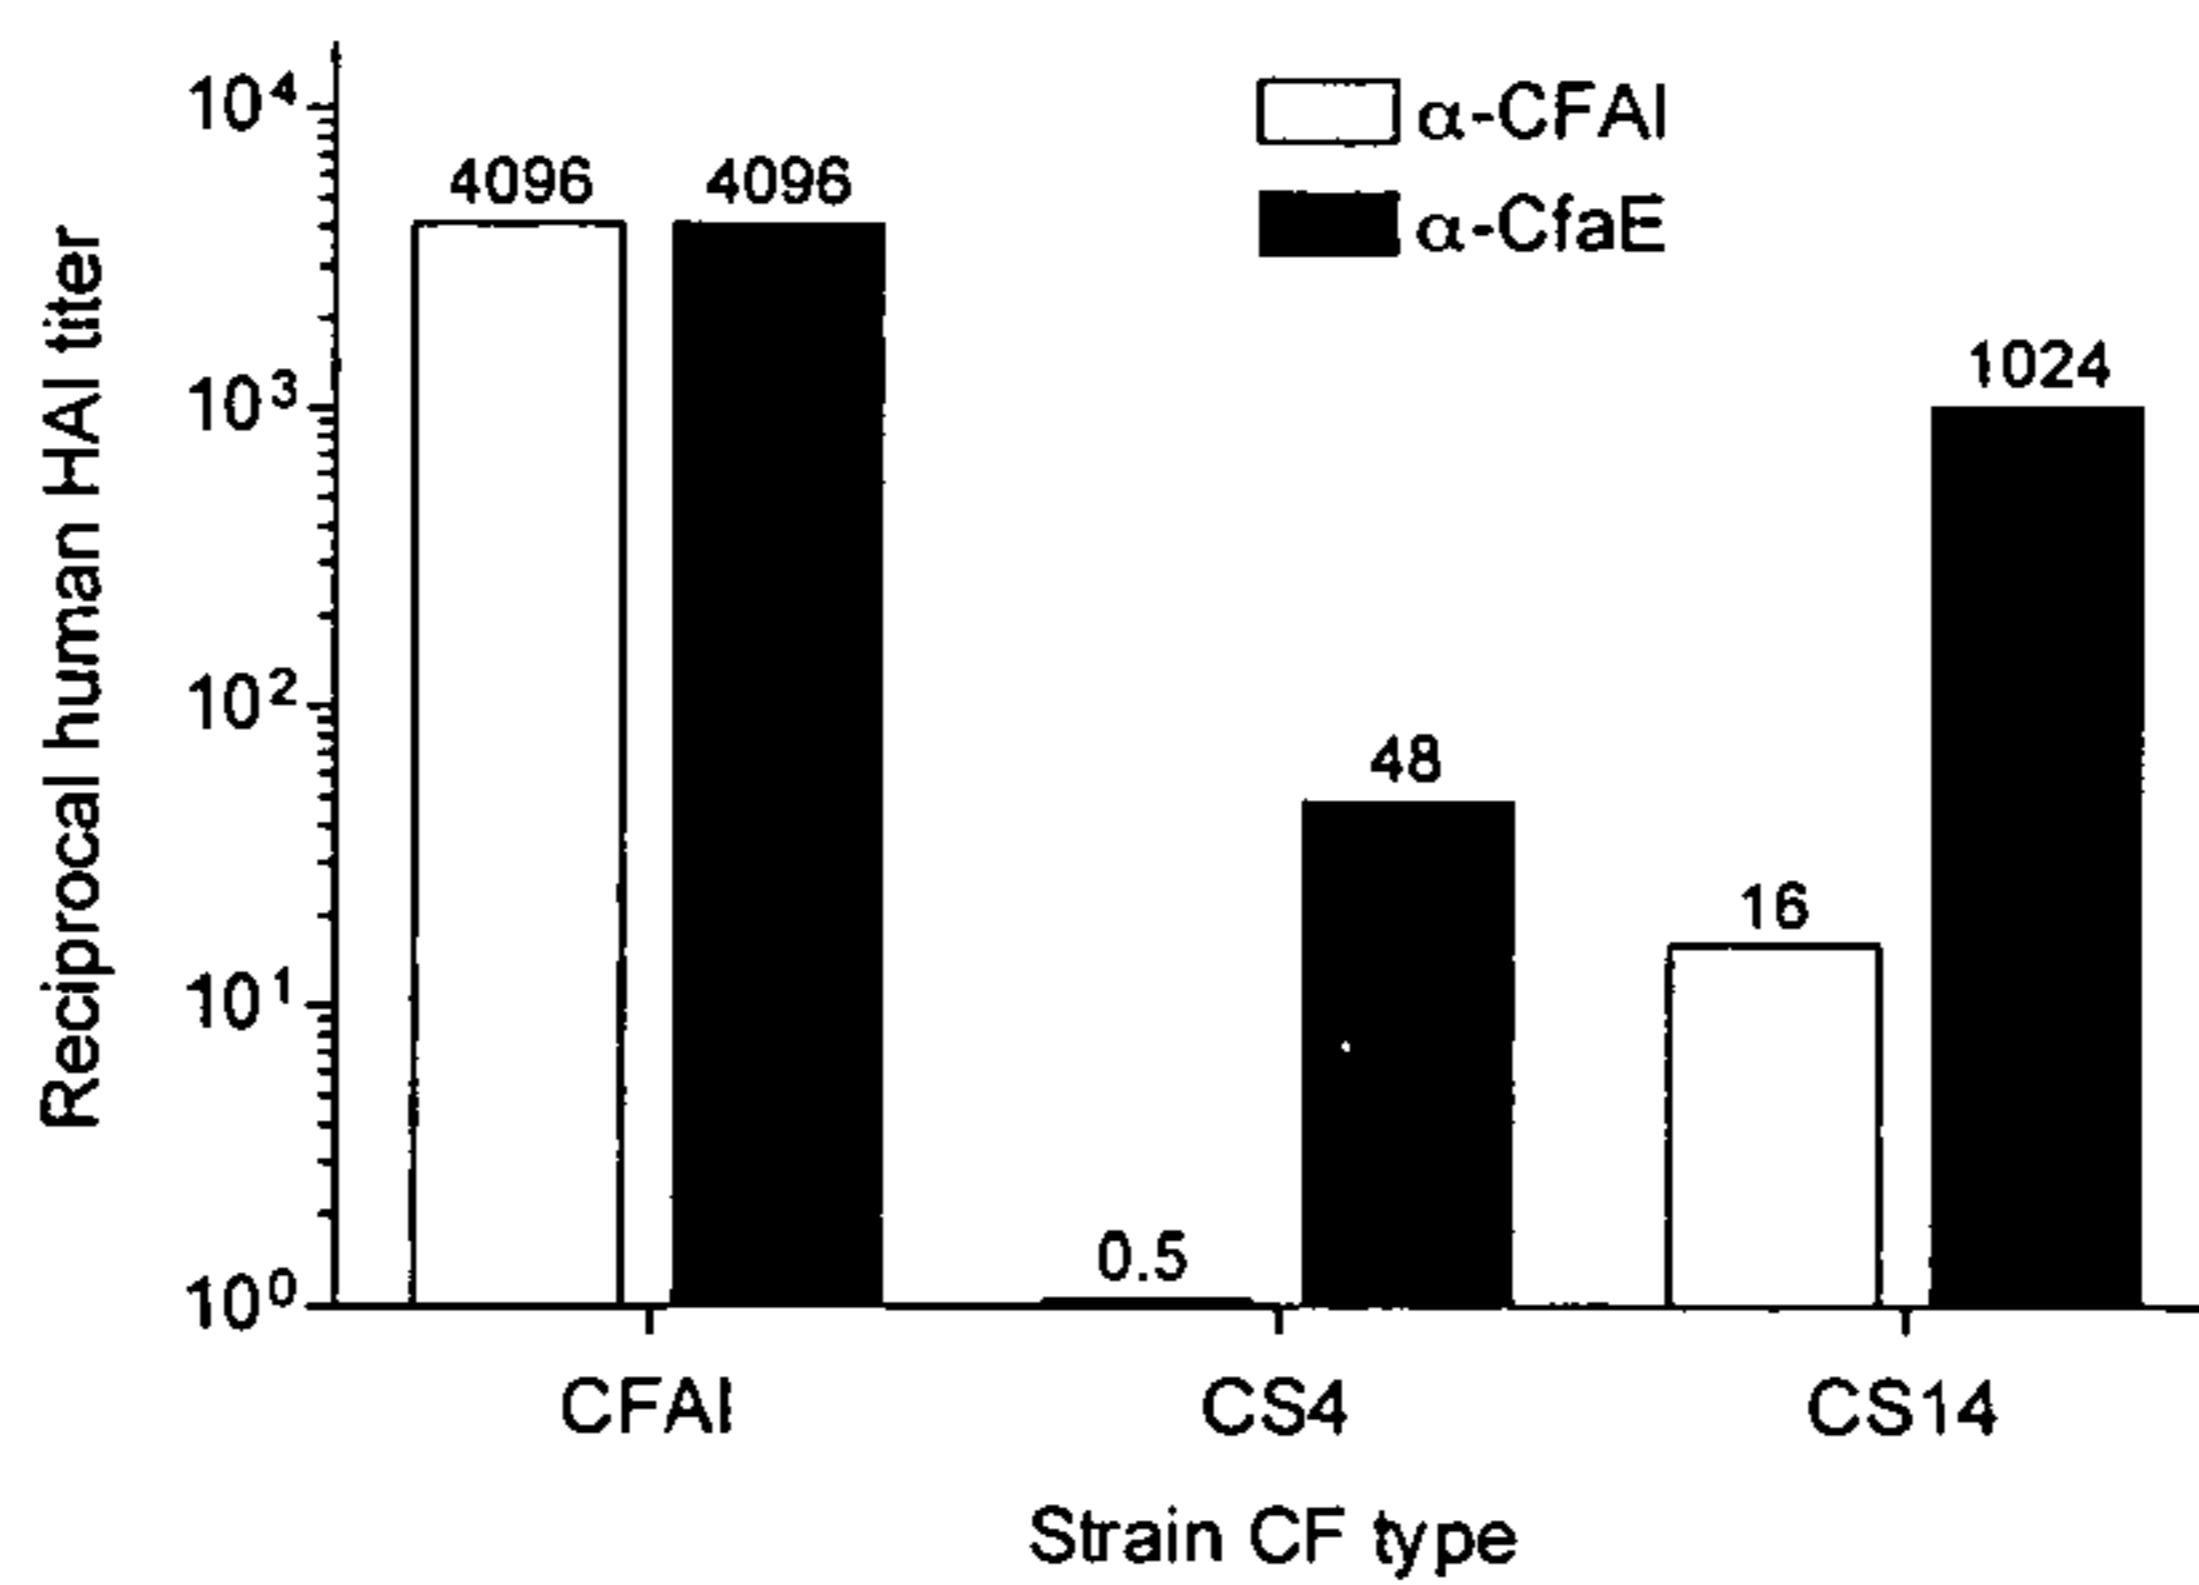 10⁴
10³
10²
10¹
10⁰
Reciprocal human HAI titer
α-CFAI
α-CfaE
4096
4096
0.5
48
16
1024
CFAI
CS4
CS14
Strain CF type